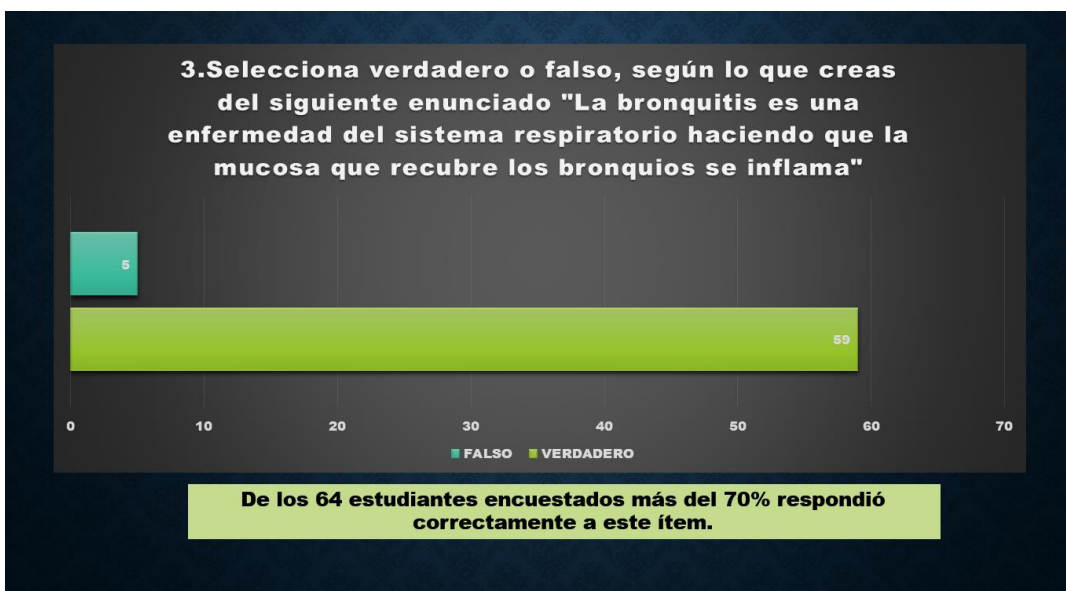 3.Selecciona verdadero o falso, según lo que creas
del siguiente enunciado "La bronquitis es una
enfermedad del sistema respiratorio haciendo que la
mucosa que recubre los bronquios se inflama"
5
59
0 10 20 30 40 50 60 70
FALSO VERDADERO
De los 64 estudiantes encuestados más del 70% respondió
correctamente a este ítem.